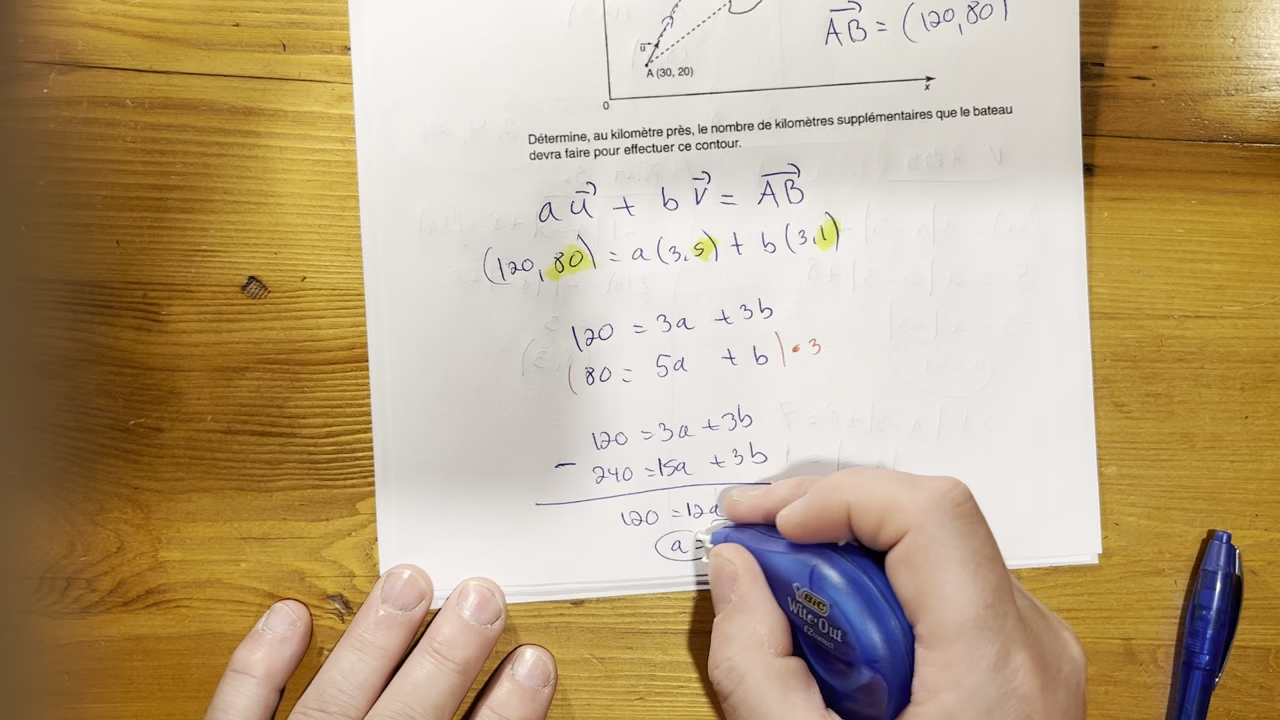 AB = (120,80)
u
A (30, 20)
0
x
Détermine, au kilomètre près, le nombre de kilomètres supplémentaires que le bateau
devra faire pour effectuer ce contour.
a u + b v = AB
(120, 80) = a(3,5) + b(3,1)
120 = 3a + 3b
(80 = 5a + b) • 3
120 = 3a + 3b
- 240 = 15a + 3b
120 = 12a
a =
BIC
Wite·Out
EZcorrect